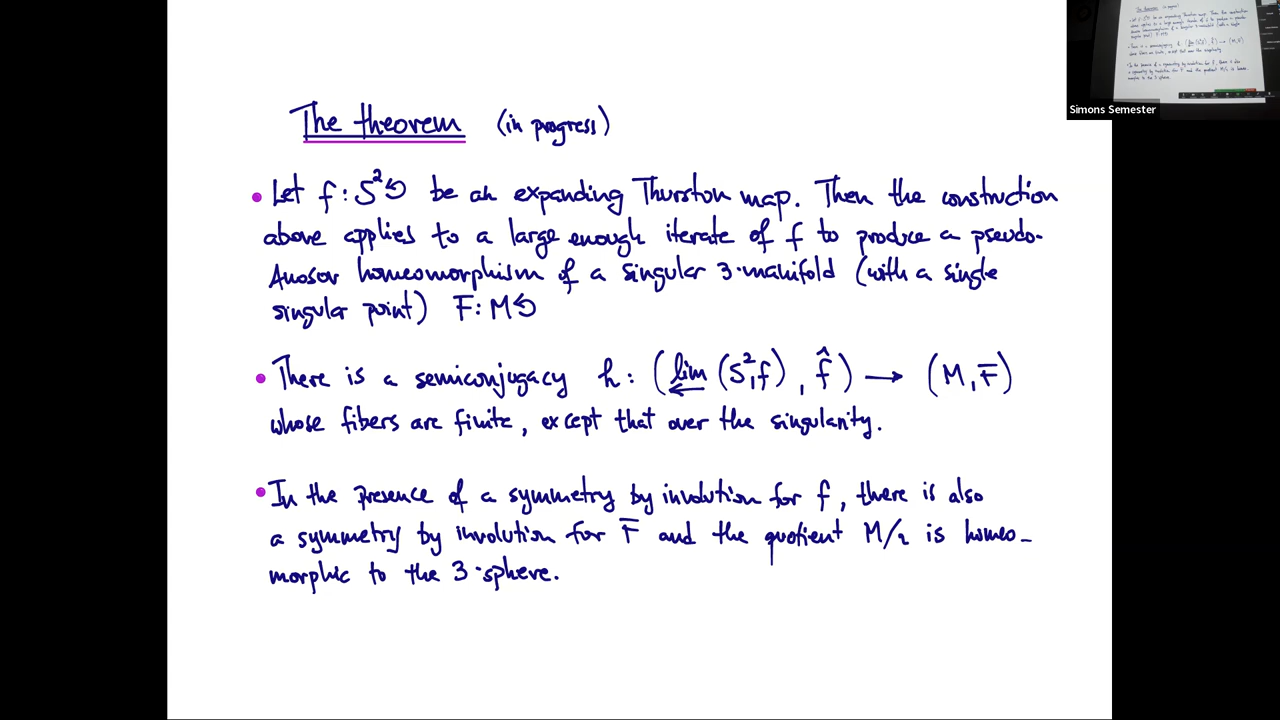 The theorem (in progress)
• Let f : S²↺ be an expanding Thurston map. Then the construction
above applies to a large enough iterate of f to produce a pseudo-
Anosov homeomorphism of a singular 3-manifold (with a single
singular point) F: M↺
• There is a semiconjugacy h : (lim← (S², f), f̂) → (M, F)
whose fibers are finite, except that over the singularity.
• In the presence of a symmetry by involution for f, there is also
a symmetry by involution for F and the quotient M/ı is homeo-
morphic to the 3-sphere.
Simons Semester